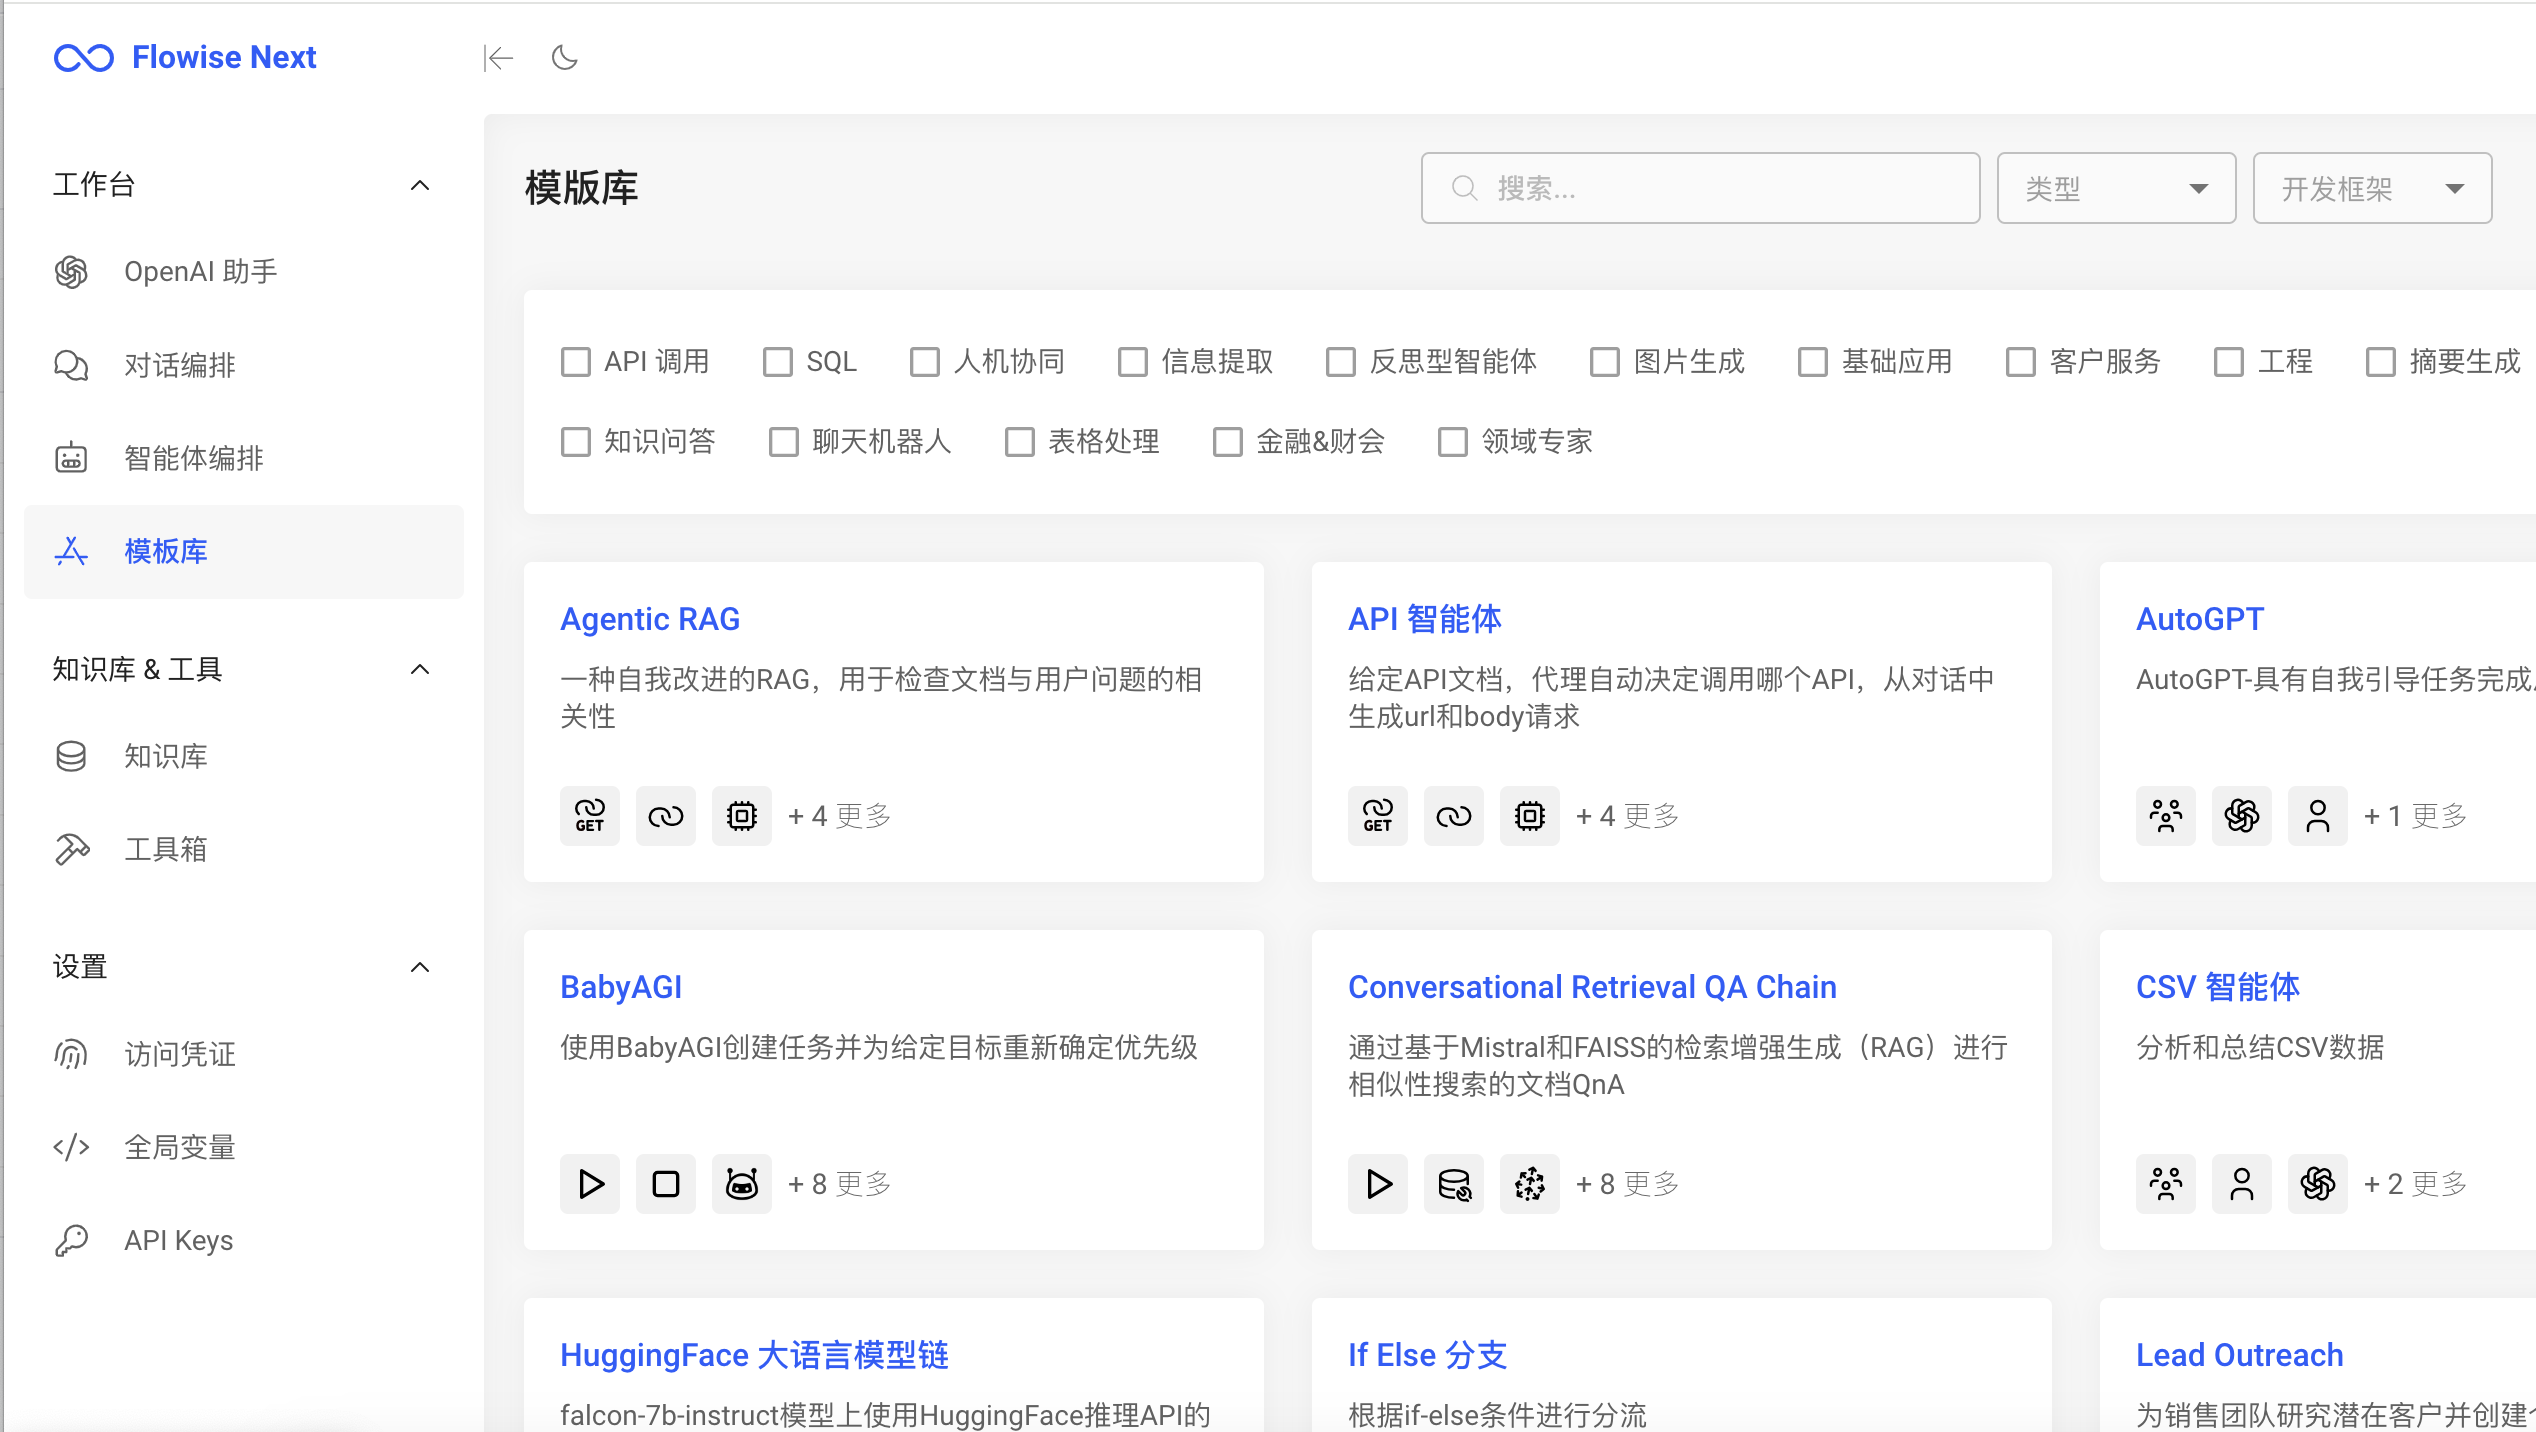 Flowise Next
工作台
OpenAI 助手
对话编排
智能体编排
模板库
知识库 & 工具
知识库
工具箱
设置
访问凭证
</>
全局变量
API Keys
模版库
搜索...
类型
开发框架
API 调用
SQL
人机协同
信息提取
反思型智能体
图片生成
基础应用
客户服务
工程
摘要生成
知识问答
聊天机器人
表格处理
金融&财会
领域专家
Agentic RAG
一种自我改进的RAG，用于检查文档与用户问题的相
关性
GET
+ 4 更多
API 智能体
给定API文档，代理自动决定调用哪个API，从对话中
生成url和body请求
GET
+ 4 更多
AutoGPT
AutoGPT-具有自我引导任务完成
+ 1 更多
BabyAGI
使用BabyAGI创建任务并为给定目标重新确定优先级
+ 8 更多
Conversational Retrieval QA Chain
通过基于Mistral和FAISS的检索增强生成（RAG）进行
相似性搜索的文档QnA
+ 8 更多
CSV 智能体
分析和总结CSV数据
+ 2 更多
HuggingFace 大语言模型链
falcon-7b-instruct模型上使用HuggingFace推理API的
If Else 分支
根据if-else条件进行分流
Lead Outreach
为销售团队研究潜在客户并创建